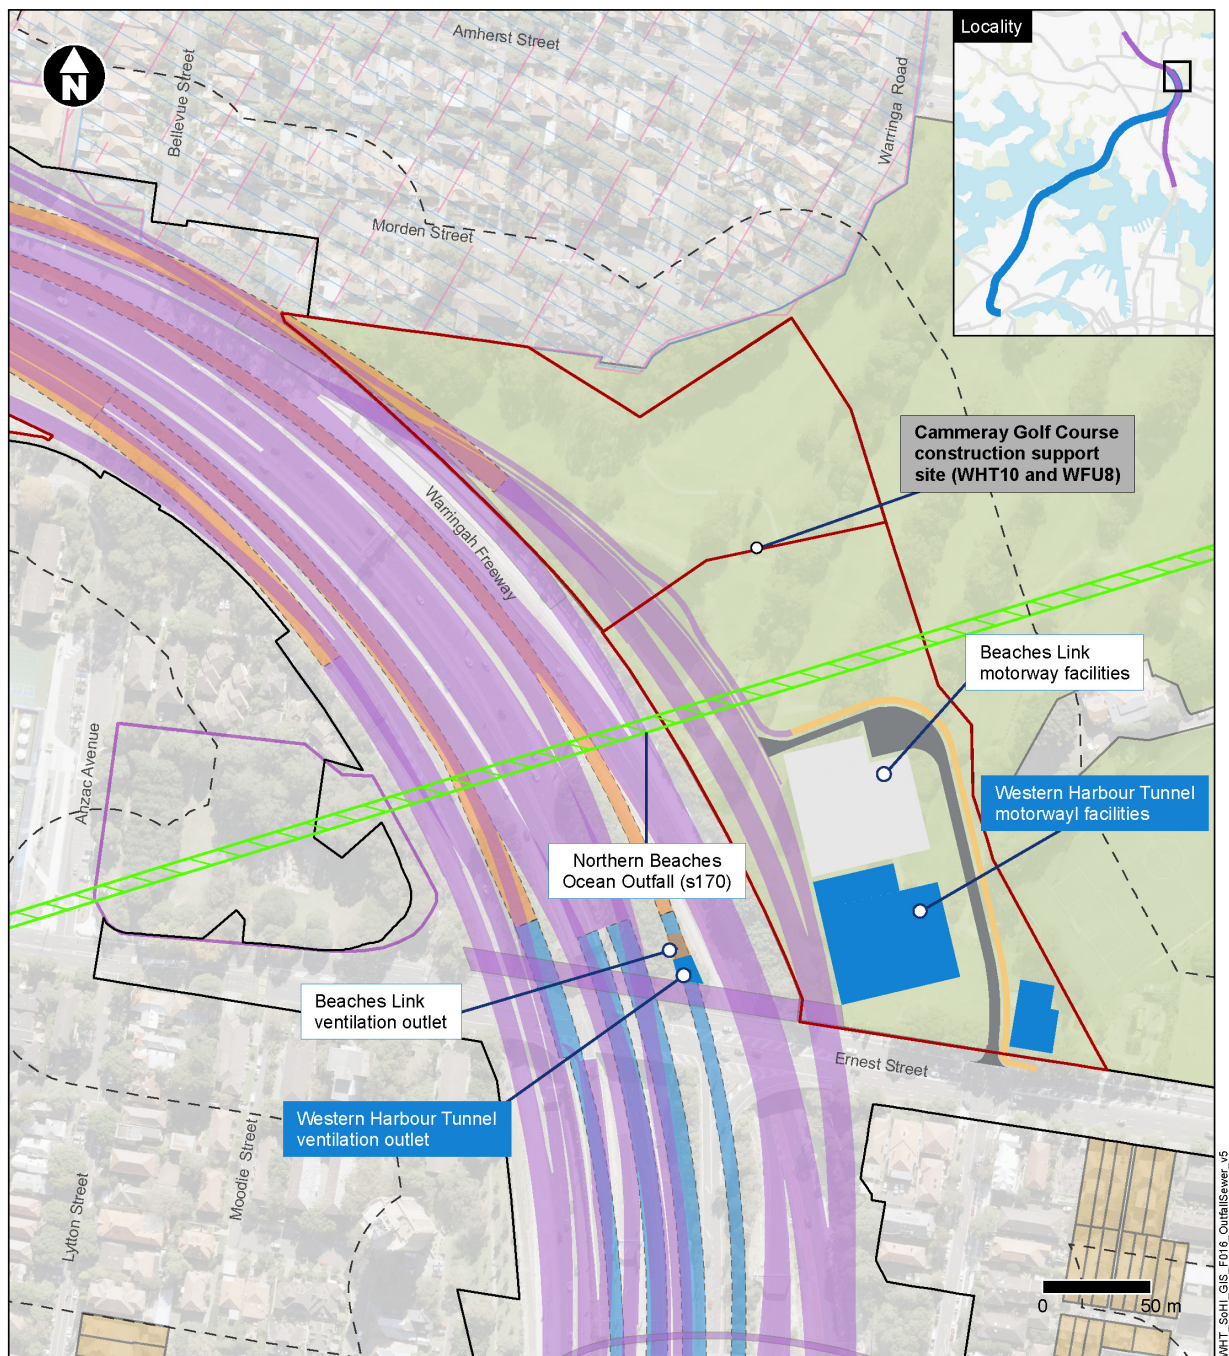 Locality
N
Amherst Street
Bellevue Street
Warringa Road
Morden Street
Cammeray Golf Course
construction support
site (WHT10 and WFU8)
Warringah Freeway
Beaches Link
motorway facilities
Anzac Avenue
Western Harbour Tunnel
motorwayl facilities
Northern Beaches
Ocean Outfall (s170)
Beaches Link
ventilation outlet
Ernest Street
Western Harbour Tunnel
ventilation outlet
Moodie Street
Lytton Street
0 50 m
WHT_SoHI_GIS_F016_OutfallSewer_v5